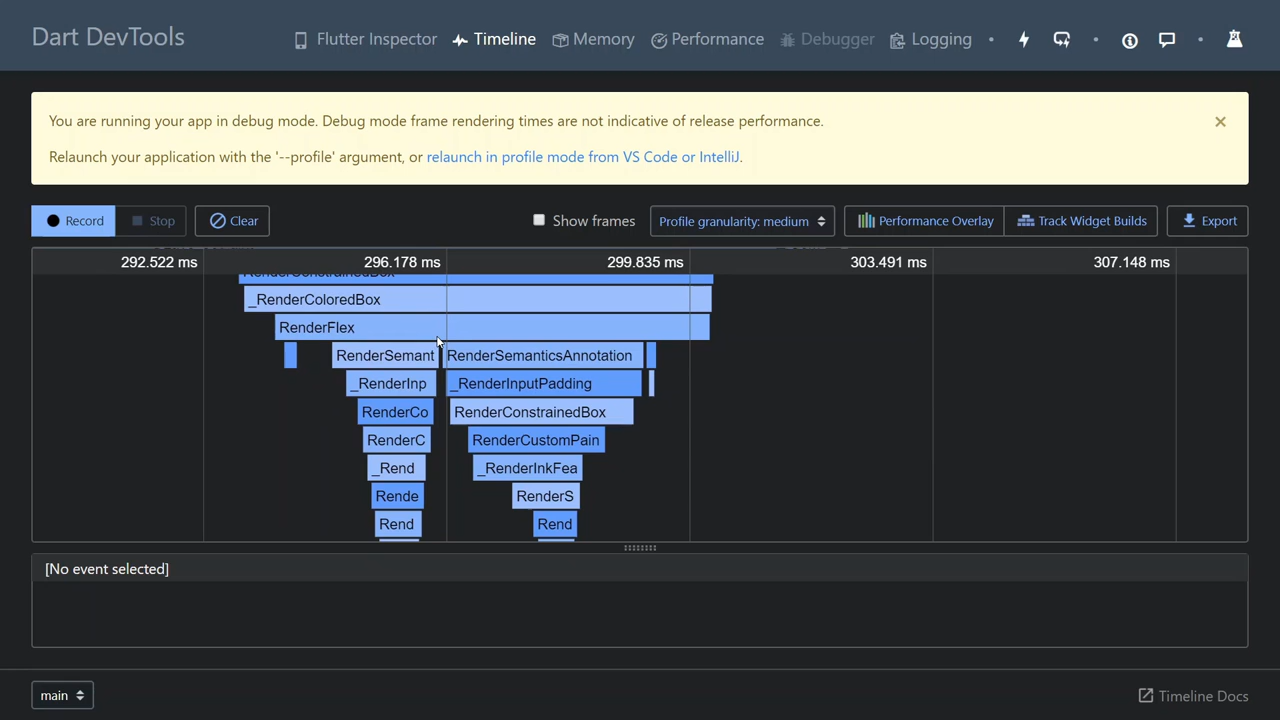 Dart DevTools
Flutter Inspector
Timeline
Memory
Performance
Debugger
Logging
You are running your app in debug mode. Debug mode frame rendering times are not indicative of release performance.
Relaunch your application with the '--profile' argument, or relaunch in profile mode from VS Code or IntelliJ.
Record
Stop
Clear
Show frames
Profile granularity: medium
Performance Overlay
Track Widget Builds
Export
292.522 ms
296.178 ms
299.835 ms
303.491 ms
307.148 ms
RenderConstrainedBox
_RenderColoredBox
RenderFlex
RenderSemant
RenderSemanticsAnnotation
_RenderInp
_RenderInputPadding
RenderCo
RenderConstrainedBox
RenderC
RenderCustomPain
_Rend
_RenderInkFea
Rende
RenderS
Rend
Rend
[No event selected]
main
Timeline Docs